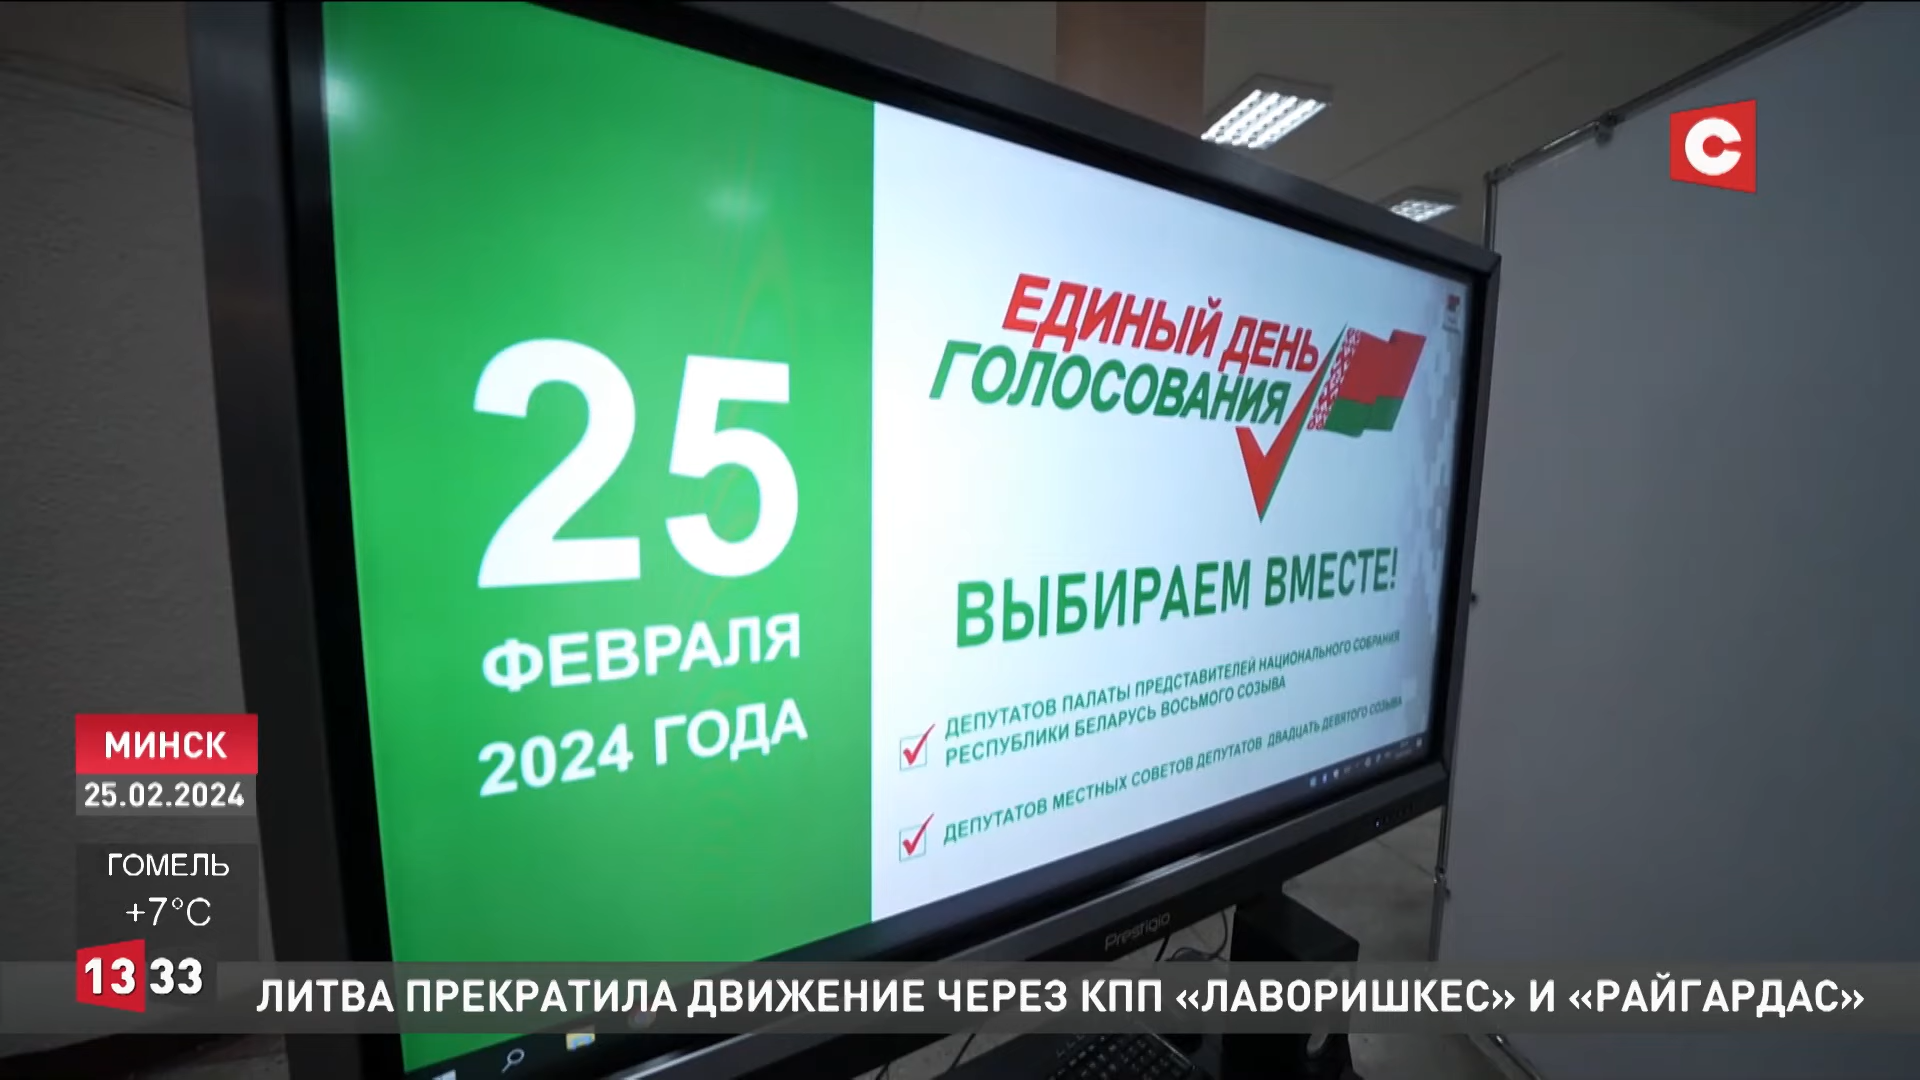 С
25
ФЕВРАЛЯ
2024 ГОДА
ЕДИНЫЙ ДЕНЬ
ГОЛОСОВАНИЯ
ВЫБИРАЕМ ВМЕСТЕ!
ДЕПУТАТОВ ПАЛАТЫ ПРЕДСТАВИТЕЛЕЙ НАЦИОНАЛЬНОГО СОБРАНИЯ
РЕСПУБЛИКИ БЕЛАРУСЬ ВОСЬМОГО СОЗЫВА
ДЕПУТАТОВ МЕСТНЫХ СОВЕТОВ ДЕПУТАТОВ ДВАДЦАТЬ ДЕВЯТОГО СОЗЫВА
Prestigio
МИНСК
25.02.2024
ГОМЕЛЬ
+7°C
13 33
ЛИТВА ПРЕКРАТИЛА ДВИЖЕНИЕ ЧЕРЕЗ КПП «ЛАВОРИШКЕС» И «РАЙГАРДАС»